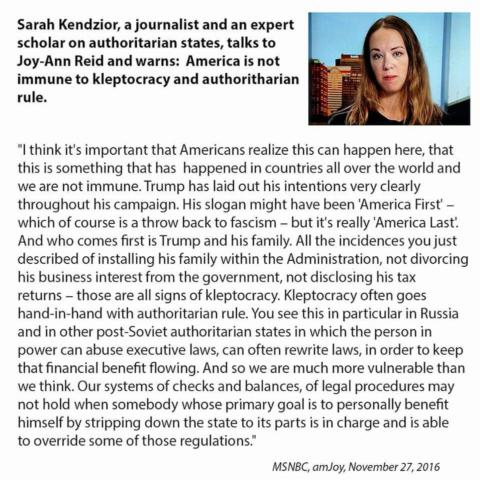 Sarah Kendzior, a journalist and an expert
scholar on authoritarian states, talks to
Joy-Ann Reid and warns: America is not
immune to kleptocracy and authoritharian
rule.
"I think it's important that Americans realize this can happen here, that
this is something that has happened in countries all over the world and
we are not immune. Trump has laid out his intentions very clearly
throughout his campaign. His slogan might have been 'America First' –
which of course is a throw back to fascism – but it's really 'America Last'.
And who comes first is Trump and his family. All the incidences you just
described of installing his family within the Administration, not divorcing
his business interest from the government, not disclosing his tax
returns – those are all signs of kleptocracy. Kleptocracy often goes
hand-in-hand with authoritarian rule. You see this in particular in Russia
and in other post-Soviet authoritarian states in which the person in
power can abuse executive laws, can often rewrite laws, in order to keep
that financial benefit flowing. And so we are much more vulnerable than
we think. Our systems of checks and balances, of legal procedures may
not hold when somebody whose primary goal is to personally benefit
himself by stripping down the state to its parts is in charge and is able
to override some of those regulations."
MSNBC, amJoy, November 27, 2016